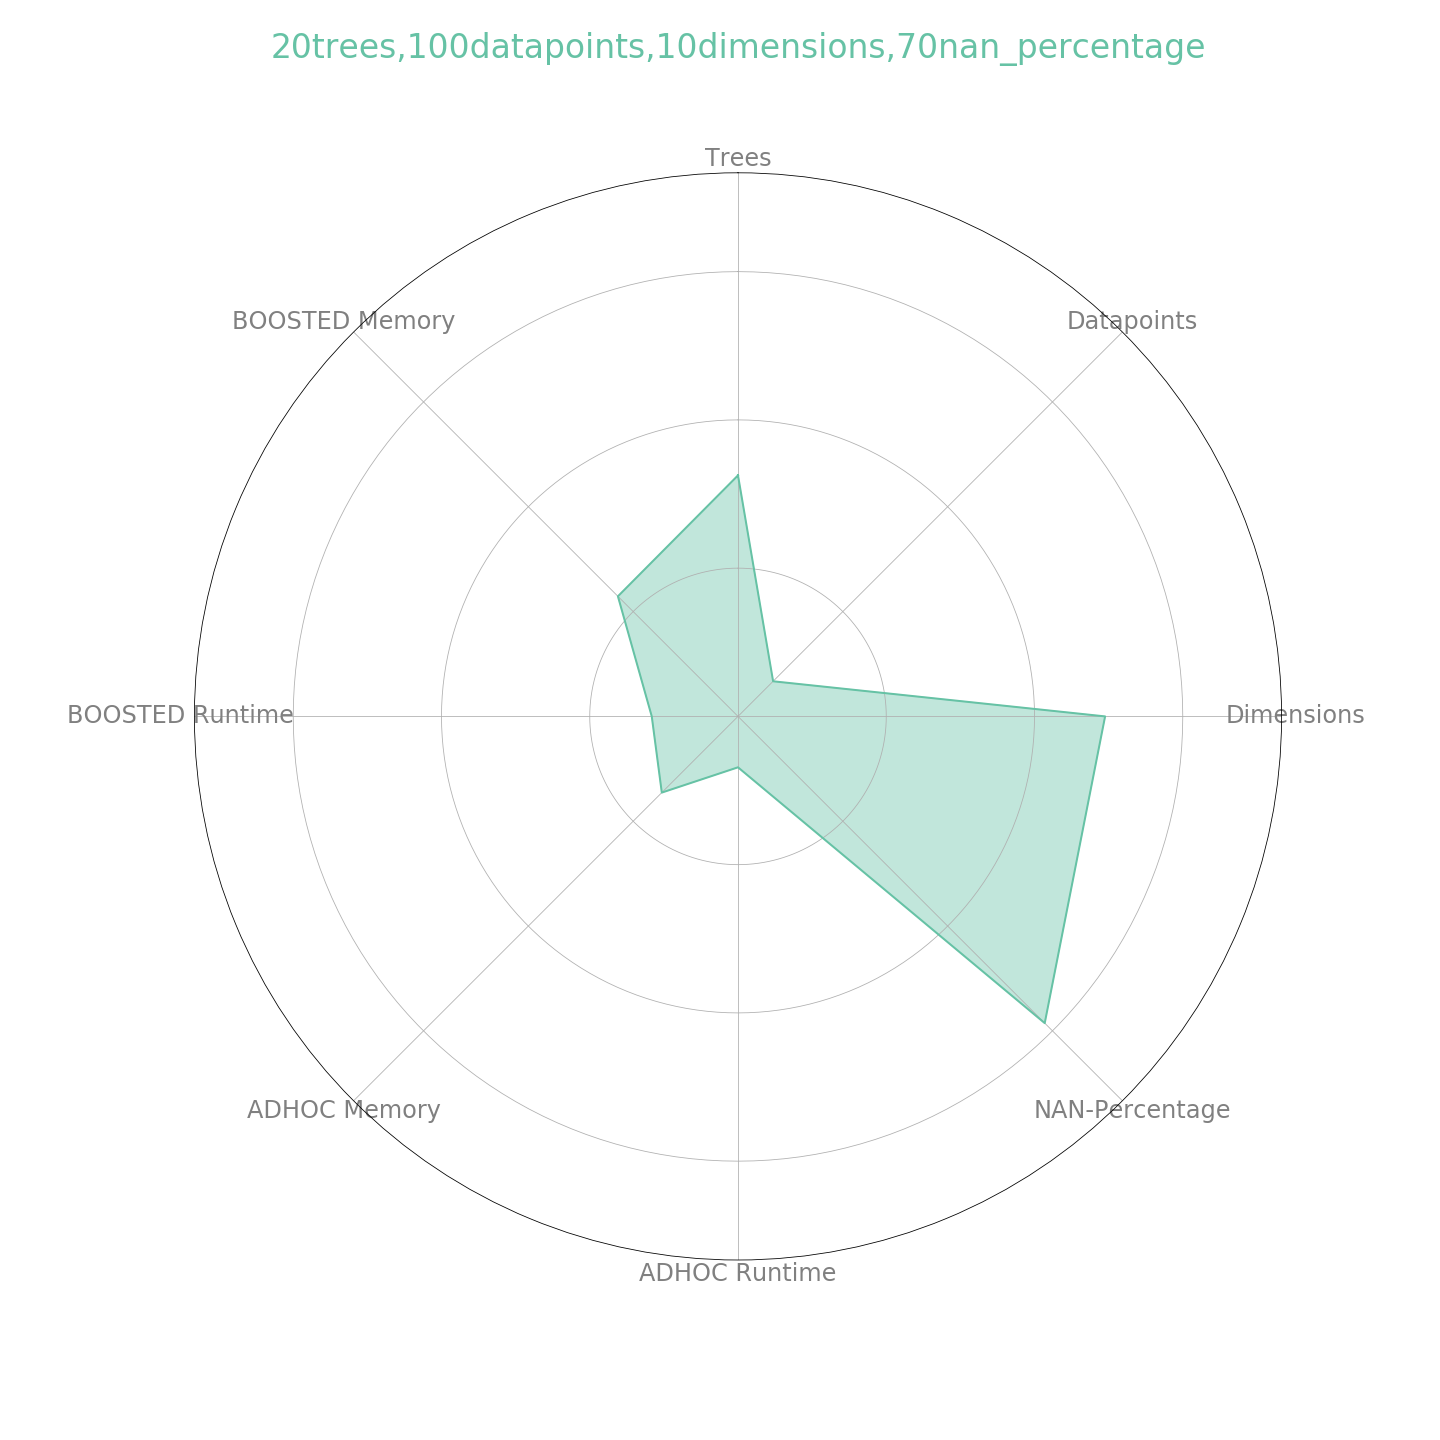 20trees,100datapoints,10dimensions,70nan_percentage
Trees
BOOSTED Memory
Datapoints
BOOSTED Runtime
Dimensions
ADHOC Memory
NAN-Percentage
ADHOC Runtime